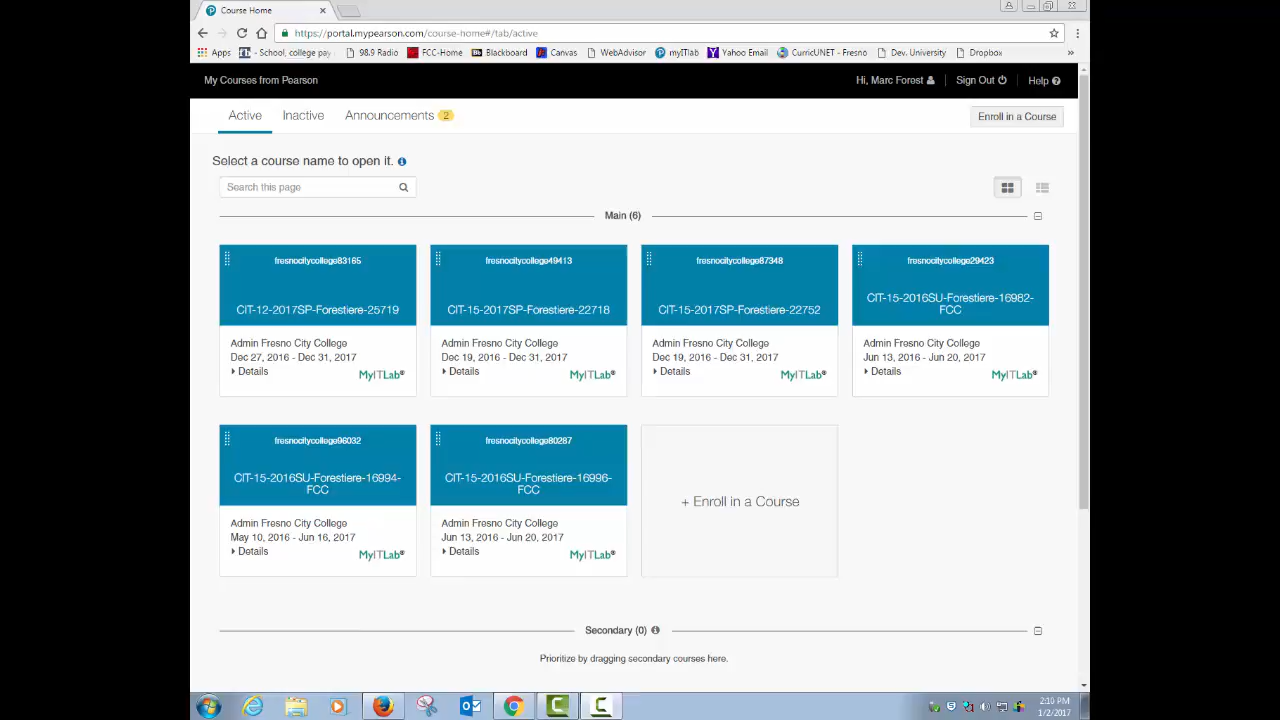 Course Home
https://portal.mypearson.com/course-home#/tab/active
Apps - School, college pay 98.9 Radio FCC-Home Bb Blackboard Canvas WebAdvisor myITlab Yahoo Email CurricUNET - Fresno Dev. University Dropbox »
My Courses from Pearson Hi, Marc Forest Sign Out Help
Active Inactive Announcements 2 Enroll in a Course
Select a course name to open it.
Search this page
Main (6)
fresnocitycollege83165
CIT-12-2017SP-Forestiere-25719
Admin Fresno City College
Dec 27, 2016 - Dec 31, 2017
Details
MyITLab®
fresnocitycollege49413
CIT-15-2017SP-Forestiere-22718
Admin Fresno City College
Dec 19, 2016 - Dec 31, 2017
Details
MyITLab®
fresnocitycollege87348
CIT-15-2017SP-Forestiere-22752
Admin Fresno City College
Dec 19, 2016 - Dec 31, 2017
Details
MyITLab®
fresnocitycollege29423
CIT-15-2016SU-Forestiere-16982-
FCC
Admin Fresno City College
Jun 13, 2016 - Jun 20, 2017
Details
MyITLab®
fresnocitycollege96032
CIT-15-2016SU-Forestiere-16994-
FCC
Admin Fresno City College
May 10, 2016 - Jun 16, 2017
Details
MyITLab®
fresnocitycollege80287
CIT-15-2016SU-Forestiere-16996-
FCC
Admin Fresno City College
Jun 13, 2016 - Jun 20, 2017
Details
MyITLab®
+ Enroll in a Course
Secondary (0)
Prioritize by dragging secondary courses here.
2:10 PM
1/2/2017